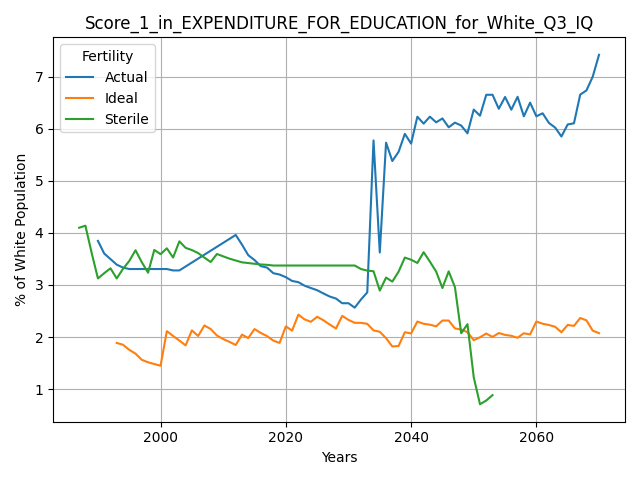 Score_1_in_EXPENDITURE_FOR_EDUCATION_for_White_Q3_IQ
Fertility
Actual
Ideal
Sterile
% of White Population
7
6
5
4
3
2
1
2000 2020 2040 2060
Years